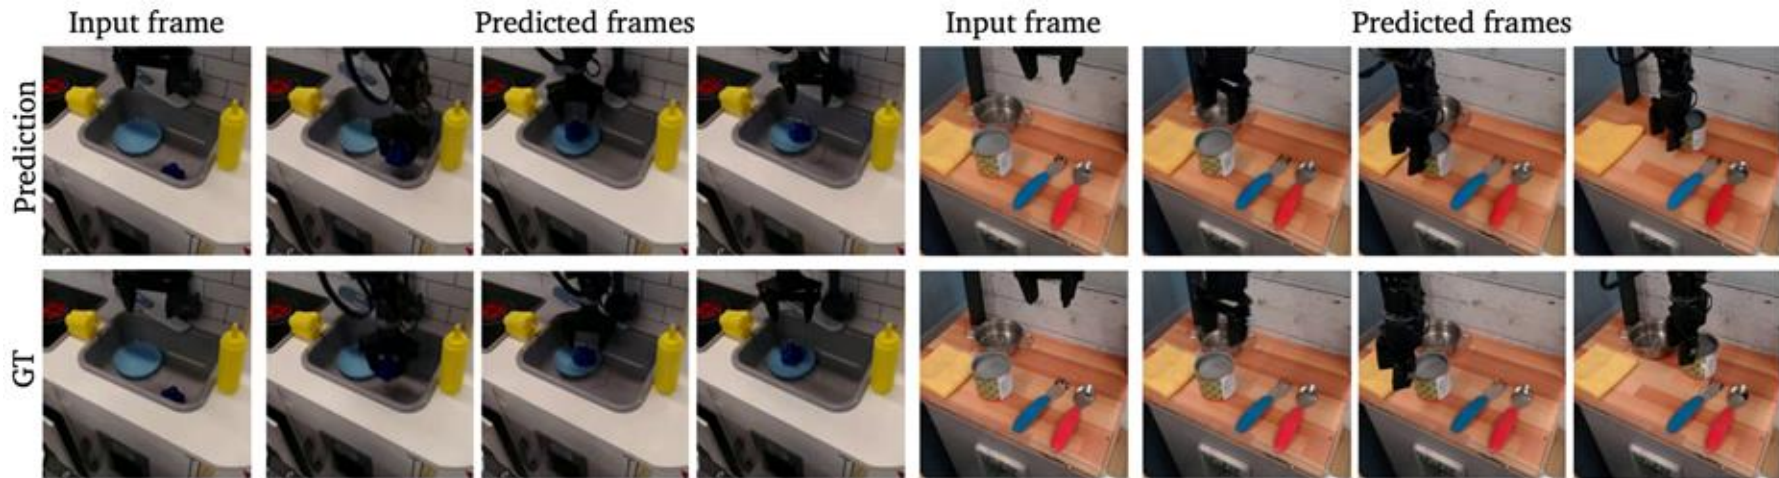 Input frame
Predicted frames
Input frame
Predicted frames
Prediction
GT